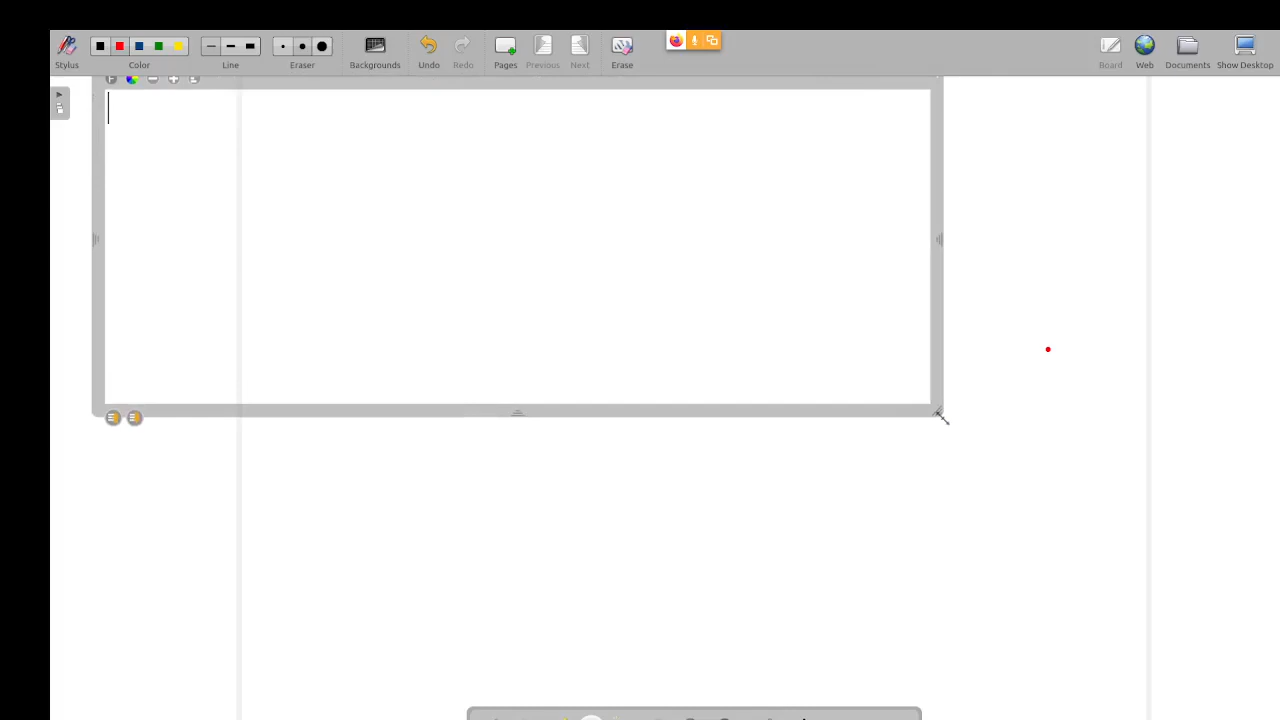 Stylus
Color
Line
Eraser
Backgrounds
Undo
Redo
Pages
Previous
Next
Erase
Board
Web
Documents
Show Desktop